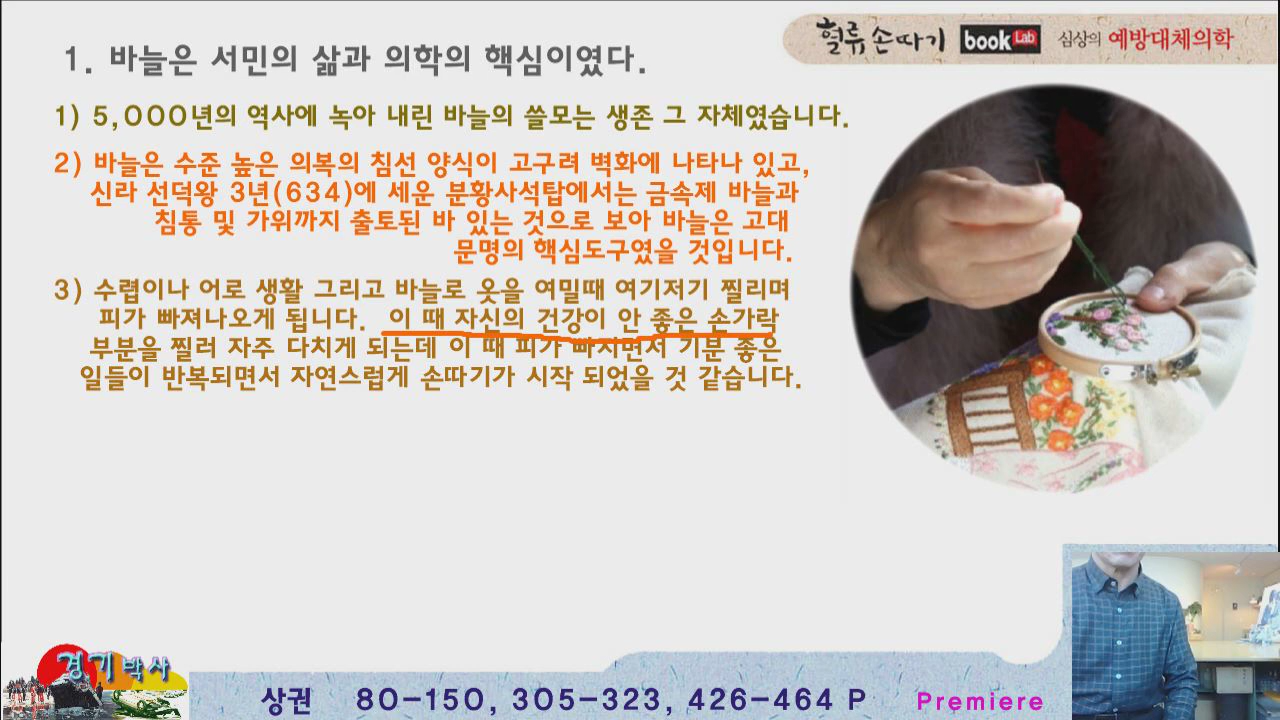 혈류 손따기 book Lab 심상의 예방대체의학
1. 바늘은 서민의 삶과 의학의 핵심이였다.
1) 5,000년의 역사에 녹아 내린 바늘의 쓸모는 생존 그 자체였습니다.
2) 바늘은 수준 높은 의복의 침선 양식이 고구려 벽화에 나타나 있고,
신라 선덕왕 3년(634)에 세운 분황사석탑에서는 금속제 바늘과
침통 및 가위까지 출토된 바 있는 것으로 보아 바늘은 고대
문명의 핵심도구였을 것입니다.
3) 수렵이나 어로 생활 그리고 바늘로 옷을 여밀때 여기저기 찔리며
피가 빠져나오게 됩니다. 이 때 자신의 건강이 안 좋은 손가락
부분을 찔러 자주 다치게 되는데 이 때 피가 빠지면서 기분 좋은
일들이 반복되면서 자연스럽게 손따기가 시작 되었을 것 같습니다.
경기박사
상권 80-150, 305-323, 426-464 P Premiere